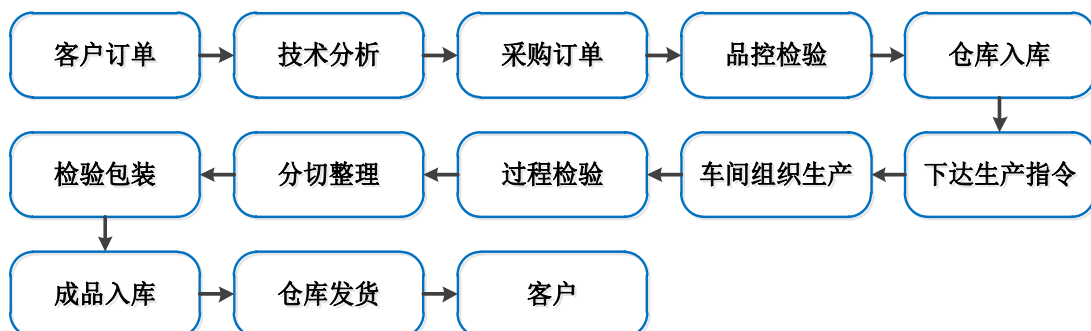 客户订单
技术分析
采购订单
品控检验
仓库入库
下达生产指令
车间组织生产
过程检验
分切整理
检验包装
成品入库
仓库发货
客户